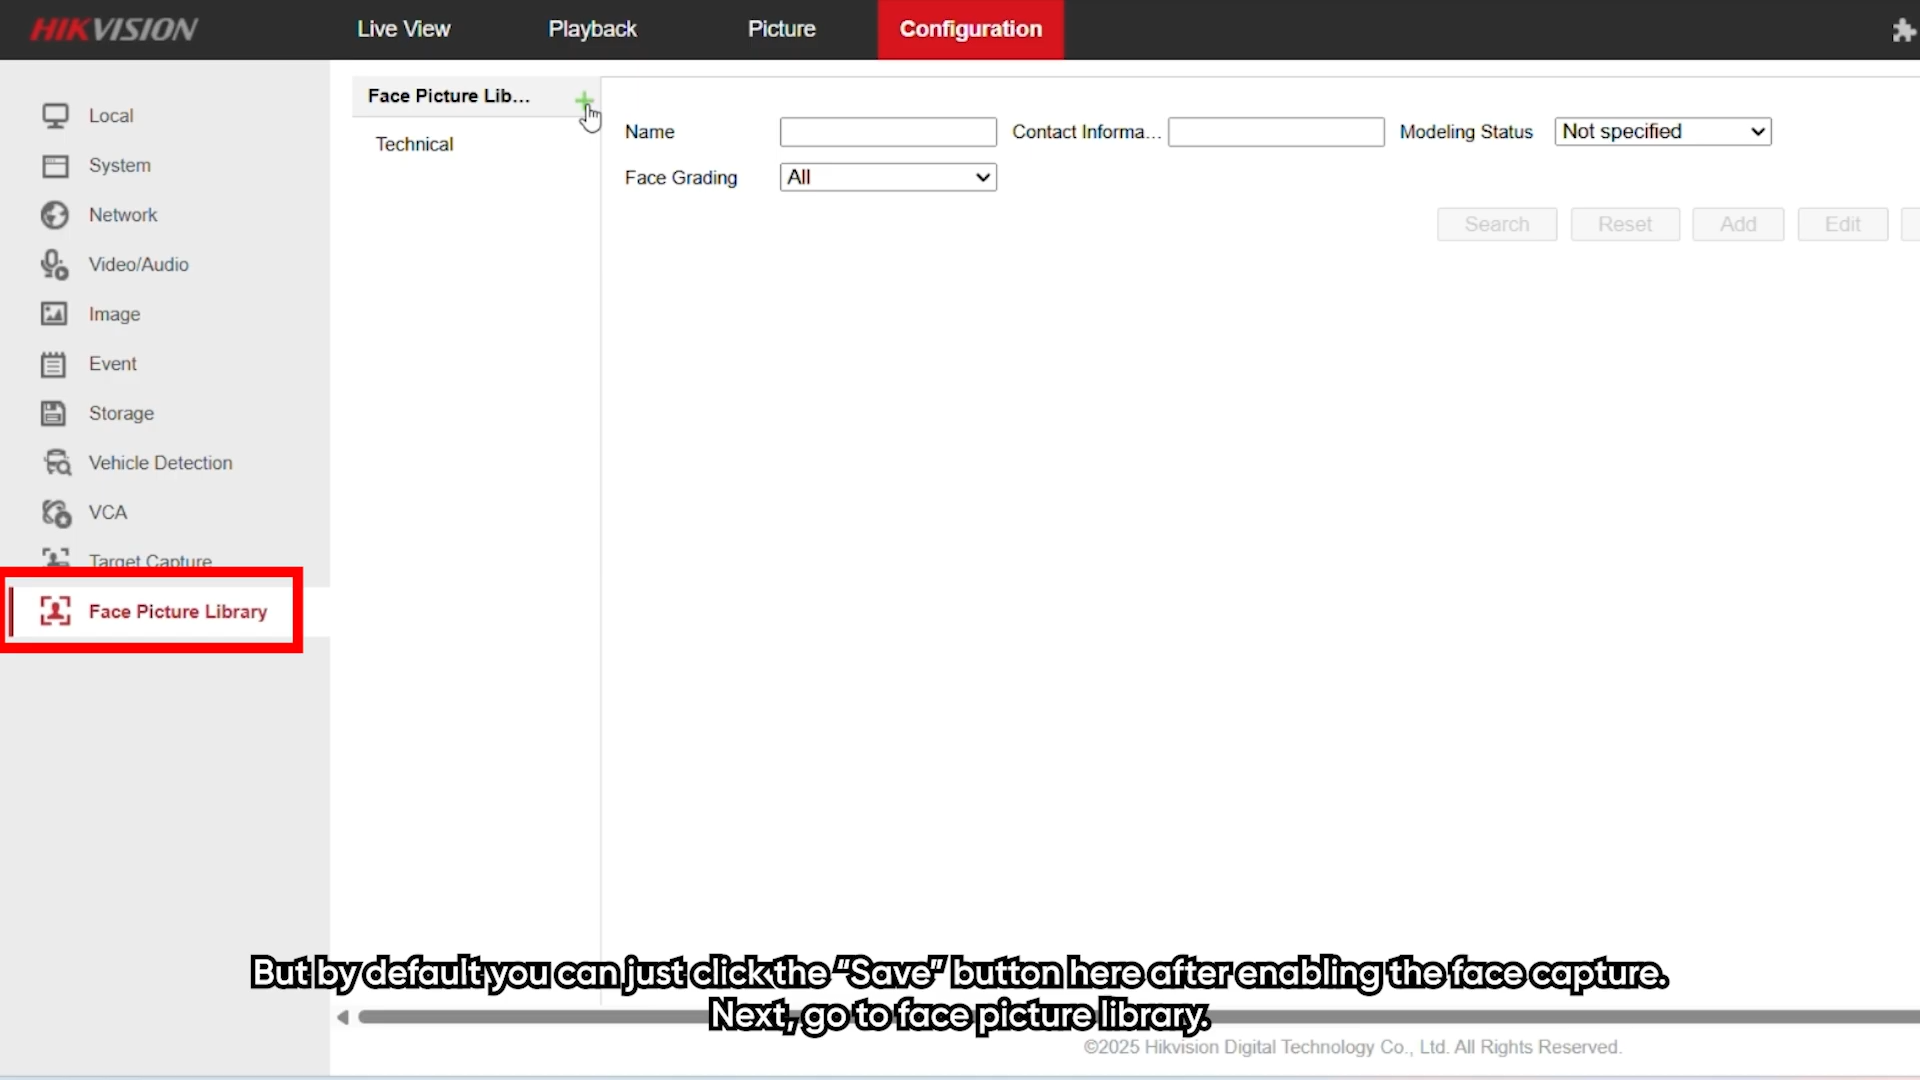 HIKVISION
Live View
Playback
Picture
Configuration
Local
System
Network
Video/Audio
Image
Event
Storage
Vehicle Detection
VCA
Target Capture
Face Picture Library
Face Picture Lib...
Technical
Name
Contact Informa...
Modeling Status
Not specified
Face Grading
All
Search
Reset
Add
Edit
But by default you can just click the “Save” button here after enabling the face capture.
Next, go to face picture library.
©2025 Hikvision Digital Technology Co., Ltd. All Rights Reserved.